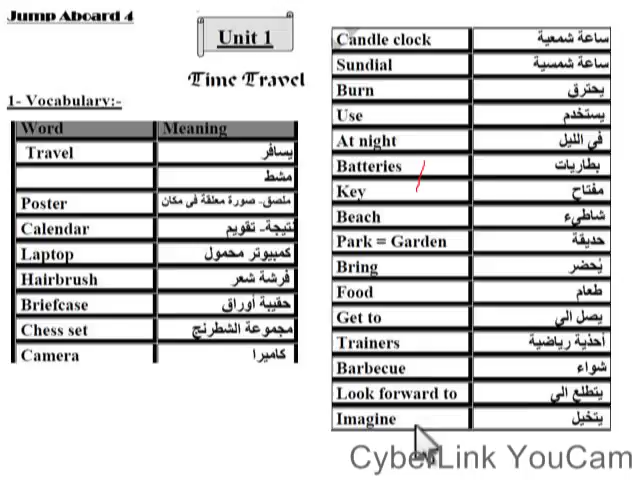 Jump Aboard 4
Unit 1
Time Travel
1- Vocabulary:-
Word Meaning
Travel يسافر
مشط
Poster ملصق- صورة معلقة فى مكان
Calendar نتيجة- تقويم
Laptop كمبيوتر محمول
Hairbrush فرشة شعر
Briefcase حقيبة أوراق
Chess set مجموعة الشطرنج
Camera كاميرا
Candle clock ساعة شمعية
Sundial ساعة شمسية
Burn يحترق
Use يستخدم
At night في الليل
Batteries بطاريات
Key مفتاح
Beach شاطيء
Park = Garden حديقة
Bring يُحضر
Food طعام
Get to يصل الي
Trainers أحذية رياضية
Barbecue شواء
Look forward to يتطلع الي
Imagine يتخيل
CyberLink YouCam